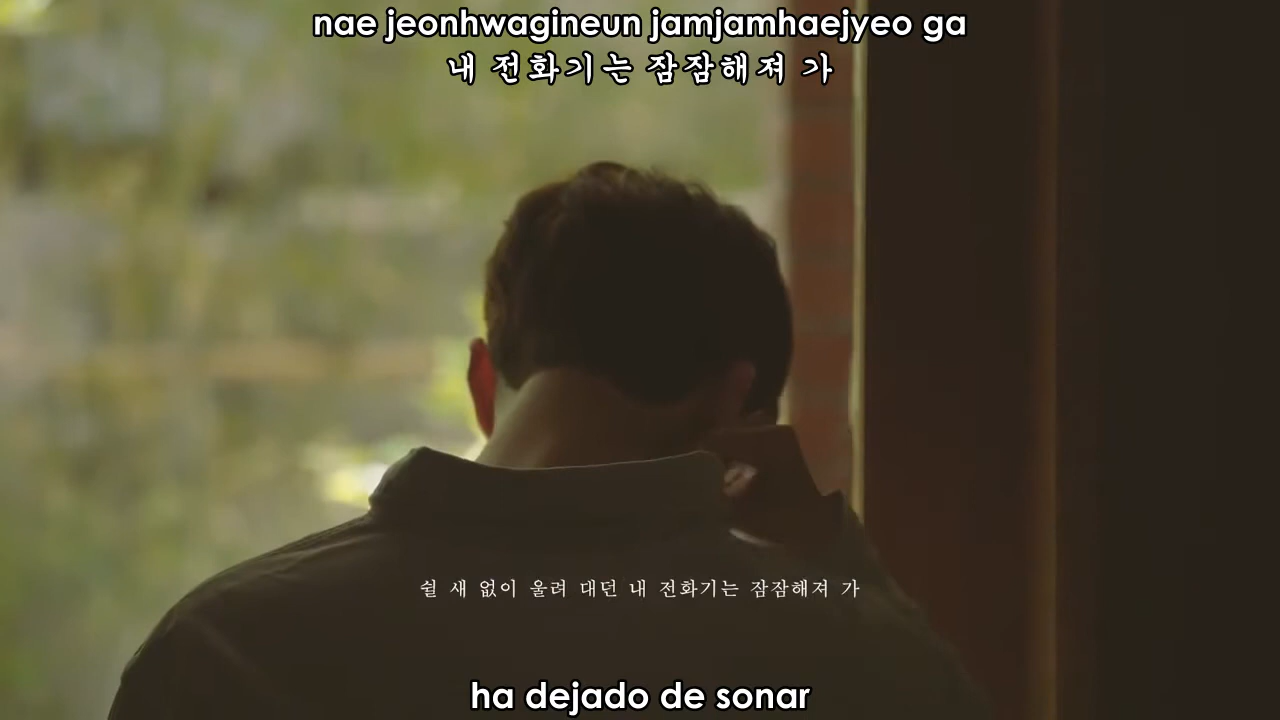 nae jeonhwagineun jamjamhaejyeo ga
내 전화기는 잠잠해져 가
쉴 새 없이 울려 대던 내 전화기는 잠잠해져 가
ha dejado de sonar